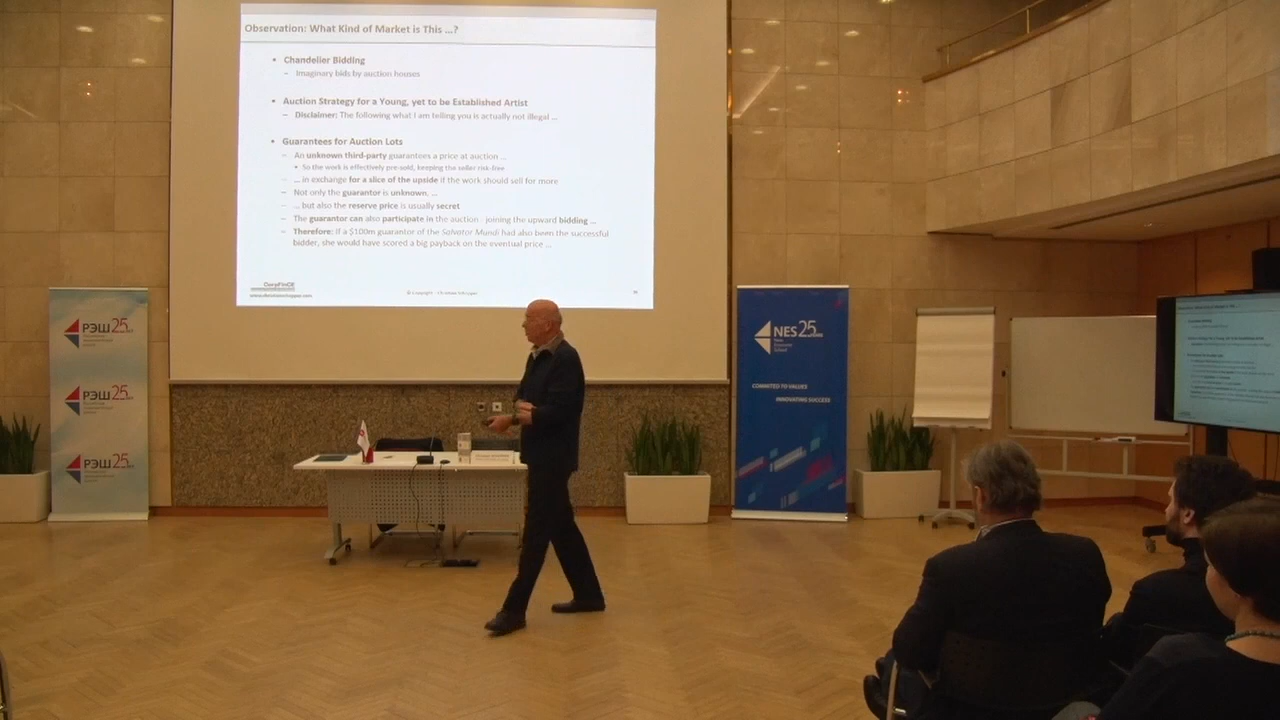 Observation: What Kind of Market is This ...?
• Chandelier Bidding
– Imaginary bids by auction houses
• Auction Strategy for a Young, yet to be Established Artist
– Disclaimer: The following what I am telling you is actually not illegal ...
• Guarantees for Auction Lots
– An unknown third-party guarantees a price at auction ...
• So the work is effectively pre-sold, keeping the seller risk-free
– ... in exchange for a slice of the upside if the work should sell for more
– Not only the guarantor is unknown, ...
– ... but also the reserve price is usually secret
– The guarantor can also participate in the auction joining the upward bidding ...
– Therefore: If a $100m guarantor of the Salvator Mundi had also been the successful
bidder, she would have scored a big payback on the eventual price ...
РЭШ 25
РЭШ 25
РЭШ 25
NES 25
New
Economic
School
COMMITED TO VALUES
INNOVATING SUCCESS